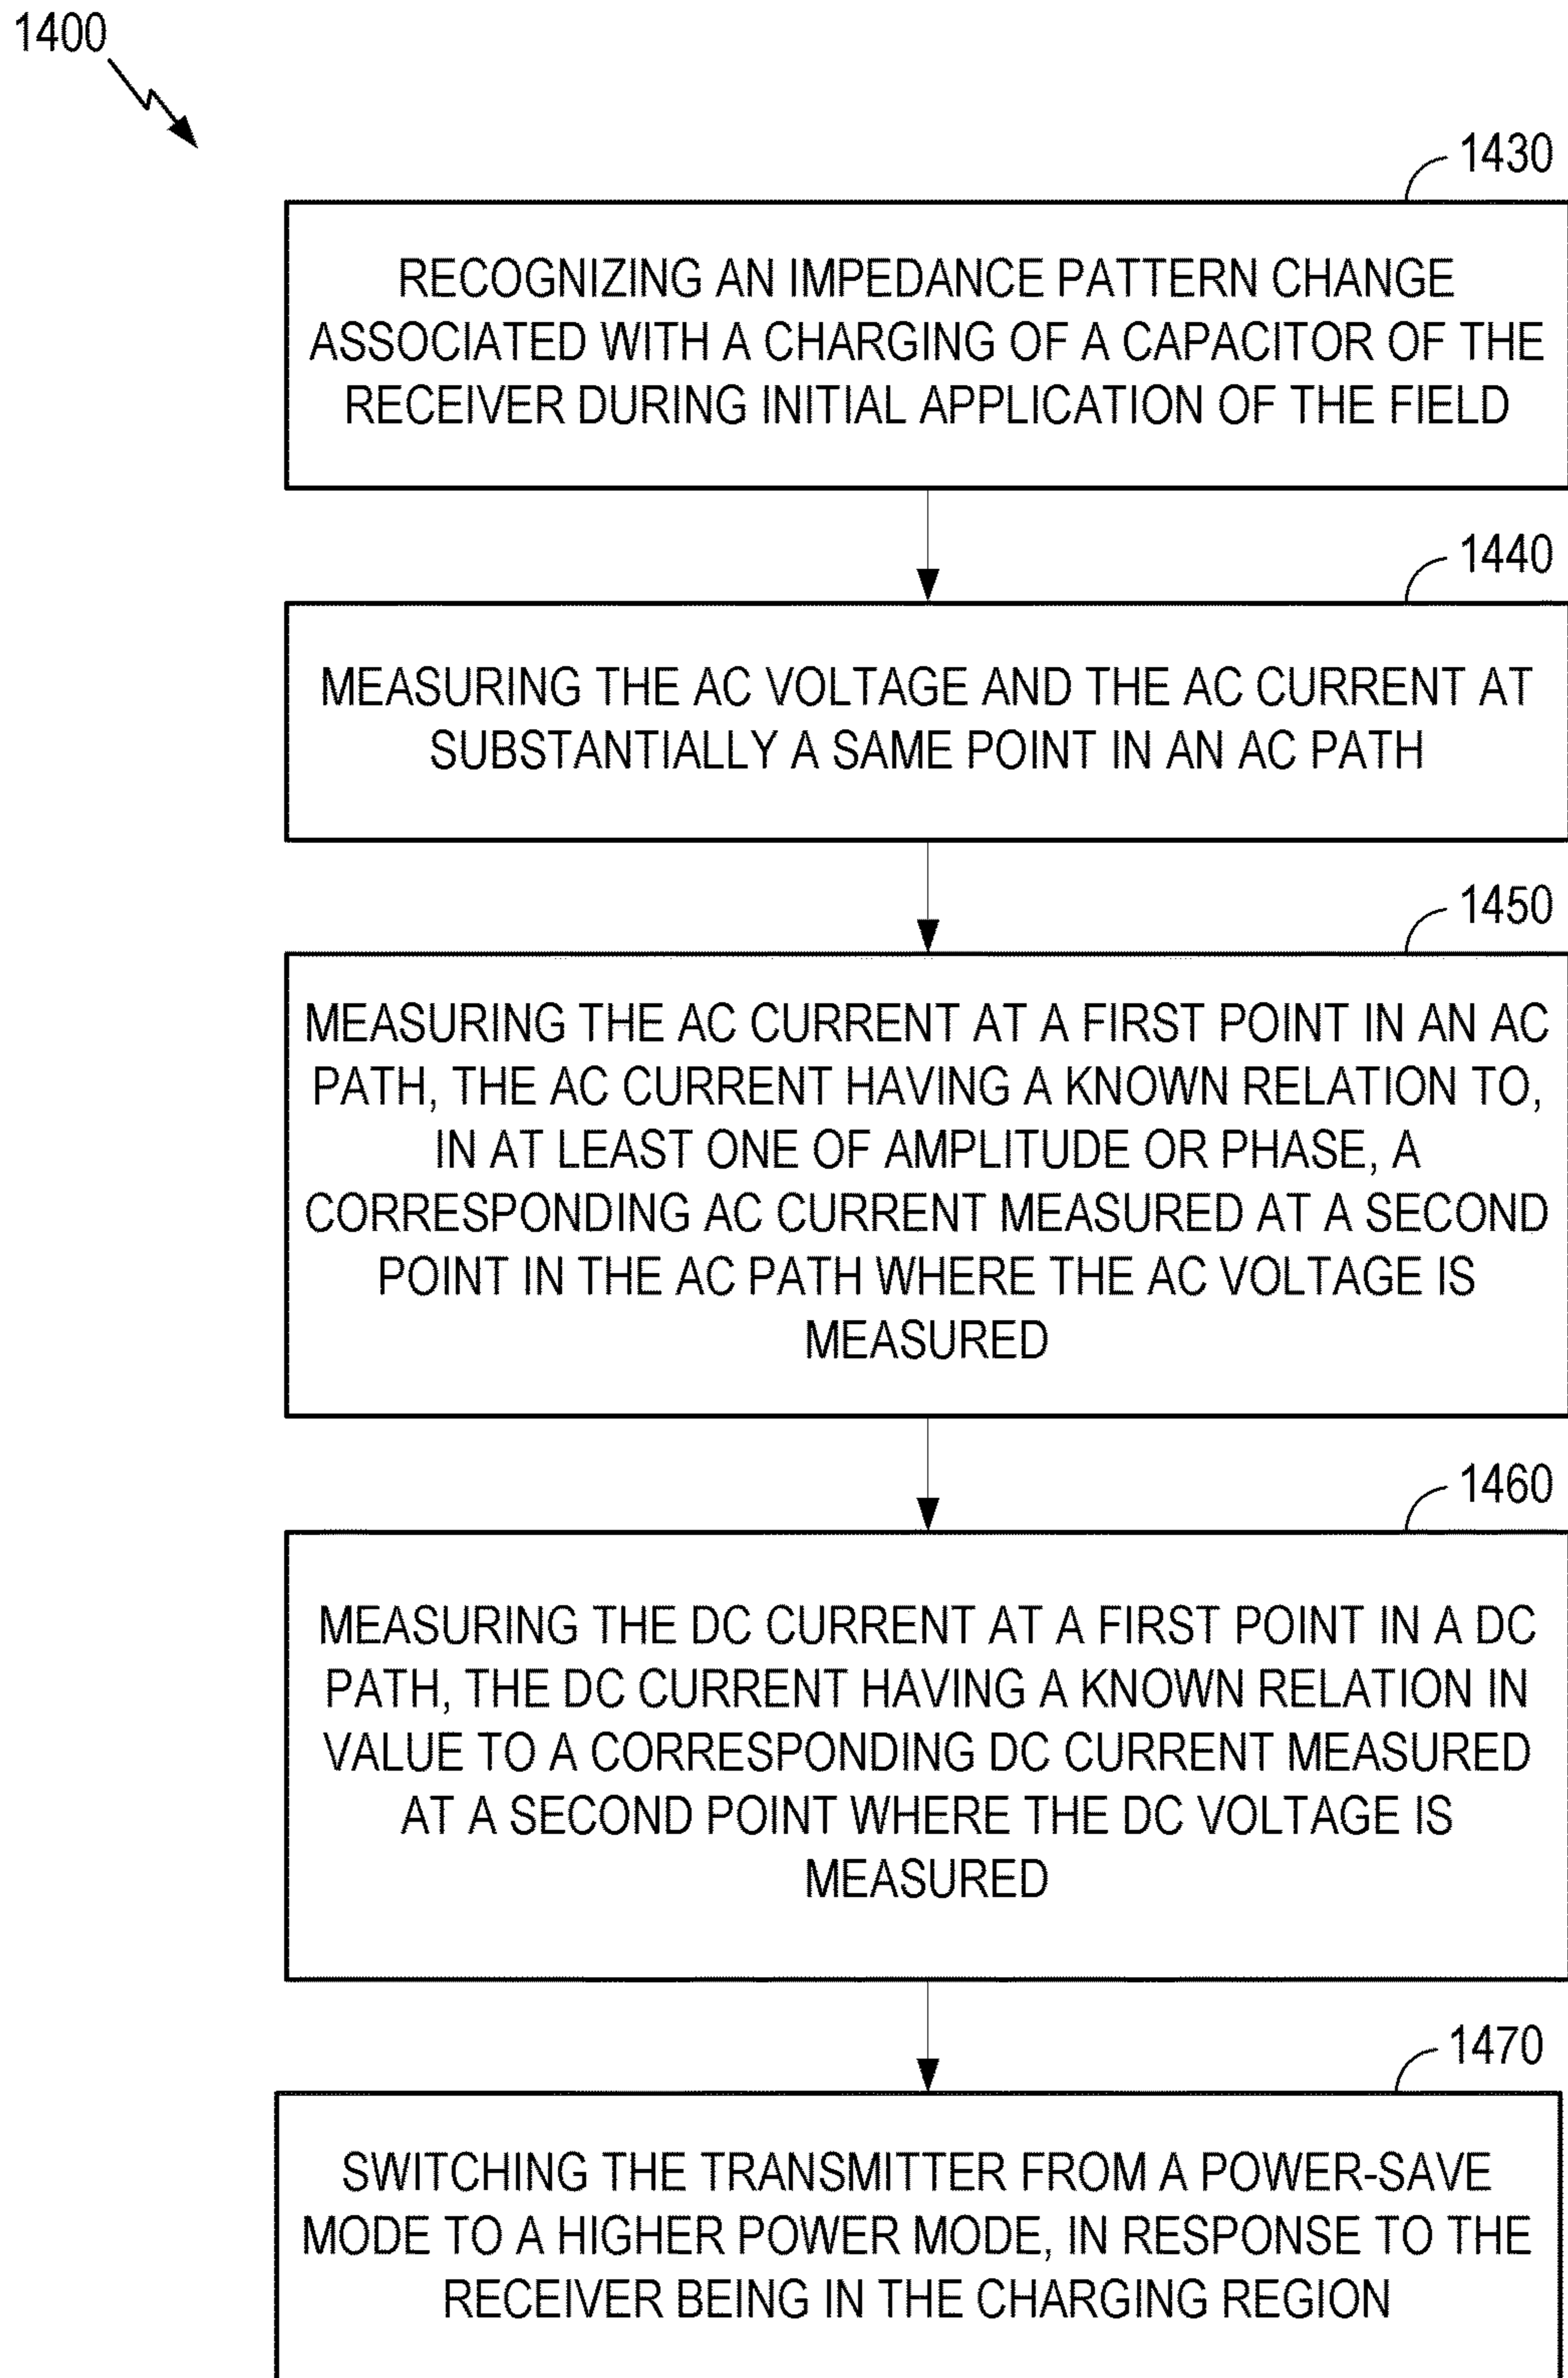 1400
1430
RECOGNIZING AN IMPEDANCE PATTERN CHANGE
ASSOCIATED WITH A CHARGING OF A CAPACITOR OF THE
RECEIVER DURING INITIAL APPLICATION OF THE FIELD
1440
MEASURING THE AC VOLTAGE AND THE AC CURRENT AT
SUBSTANTIALLY A SAME POINT IN AN AC PATH
1450
MEASURING THE AC CURRENT AT A FIRST POINT IN AN AC
PATH, THE AC CURRENT HAVING A KNOWN RELATION TO,
IN AT LEAST ONE OF AMPLITUDE OR PHASE, A
CORRESPONDING AC CURRENT MEASURED AT A SECOND
POINT IN THE AC PATH WHERE THE AC VOLTAGE IS
MEASURED
1460
MEASURING THE DC CURRENT AT A FIRST POINT IN A DC
PATH, THE DC CURRENT HAVING A KNOWN RELATION IN
VALUE TO A CORRESPONDING DC CURRENT MEASURED
AT A SECOND POINT WHERE THE DC VOLTAGE IS
MEASURED
1470
SWITCHING THE TRANSMITTER FROM A POWER-SAVE
MODE TO A HIGHER POWER MODE, IN RESPONSE TO THE
RECEIVER BEING IN THE CHARGING REGION